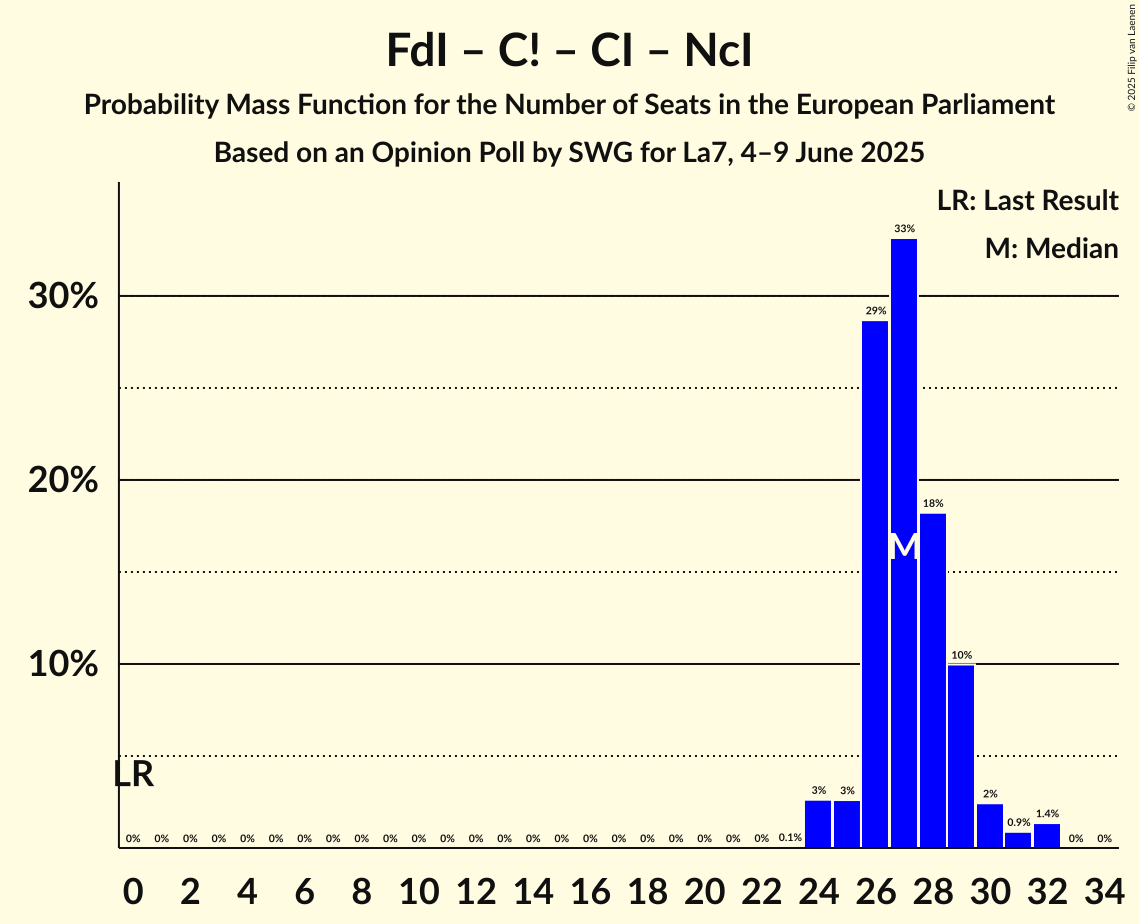 FdI – C! – CI – NcI
Probability Mass Function for the Number of Seats in the European Parliament
Based on an Opinion Poll by SWG for La7, 4–9 June 2025
© 2025 Filip van Laenen
LR: Last Result
M: Median
30%
20%
10%
33%
29%
M
18%
10%
LR
0% 0% 0% 0% 0% 0% 0% 0% 0% 0% 0% 0% 0% 0% 0% 0% 0% 0% 0% 0% 0% 0% 0% 0.1% 3% 3% 2% 0.9% 1.4% 0% 0%
0 2 4 6 8 10 12 14 16 18 20 22 24 26 28 30 32 34